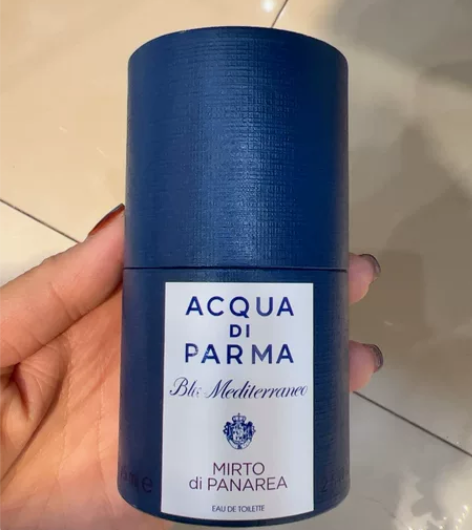 ACQUA
DI
PARMA
Blu Mediterraneo
MIRTO
di PANAREA
EAU DE TOILETTE